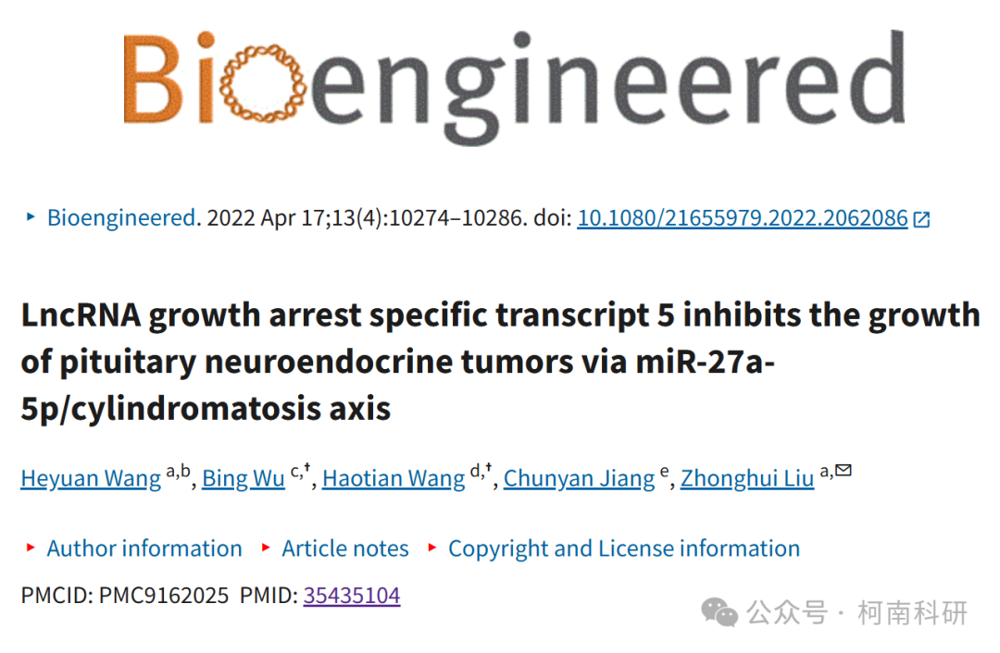 Bioengineered
‣ Bioengineered. 2022 Apr 17;13(4):10274–10286. doi: 10.1080/21655979.2022.2062086
LncRNA growth arrest specific transcript 5 inhibits the growth
of pituitary neuroendocrine tumors via miR-27a-
5p/cylindromatosis axis
Heyuan Wang a,b, Bing Wu c,†, Haotian Wang d,†, Chunyan Jiang e, Zhonghui Liu a,✉
‣ Author information ‣ Article notes ‣ Copyright and License information
PMCID: PMC9162025 PMID: 35435104
公众号 · 柯南科研